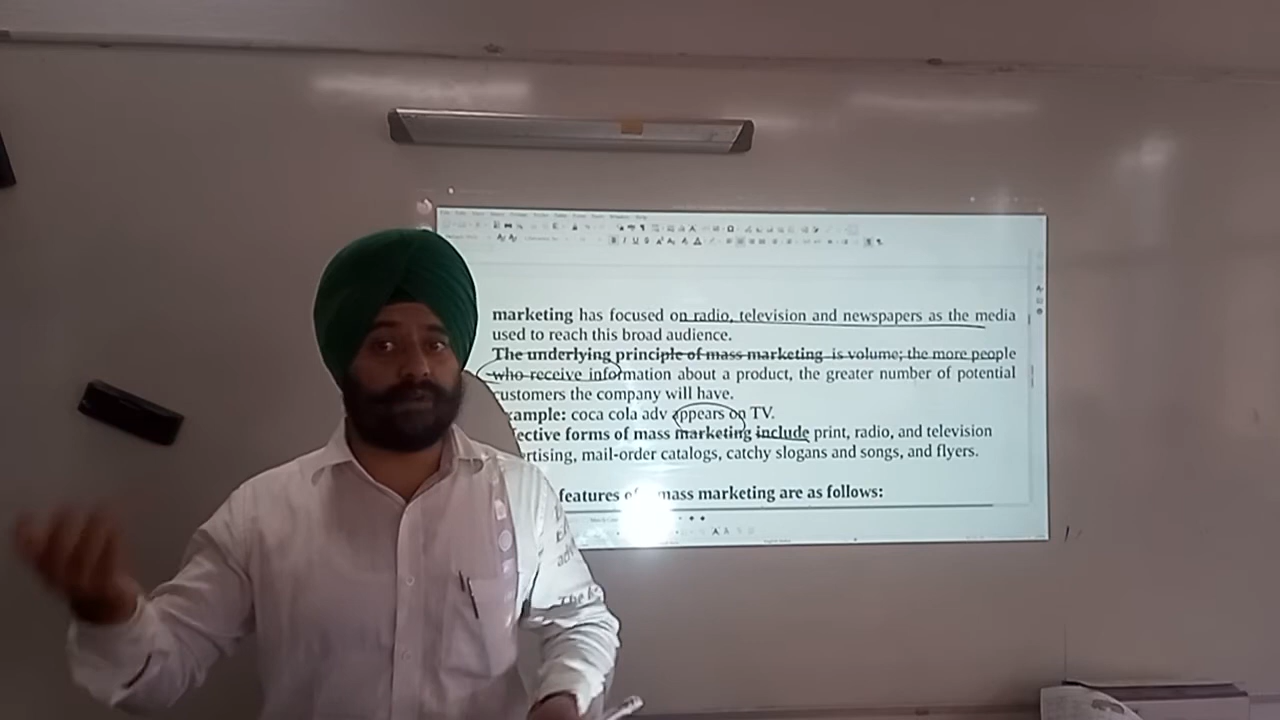 marketing has focused on radio, television and newspapers as the media
used to reach this broad audience.
The underlying principle of mass marketing is volume; the more people
who receive information about a product, the greater number of potential
customers the company will have.
xample: coca cola adv appears on TV.
fective forms of mass marketing include print, radio, and television
rtising, mail-order catalogs, catchy slogans and songs, and flyers.
features of mass marketing are as follows: